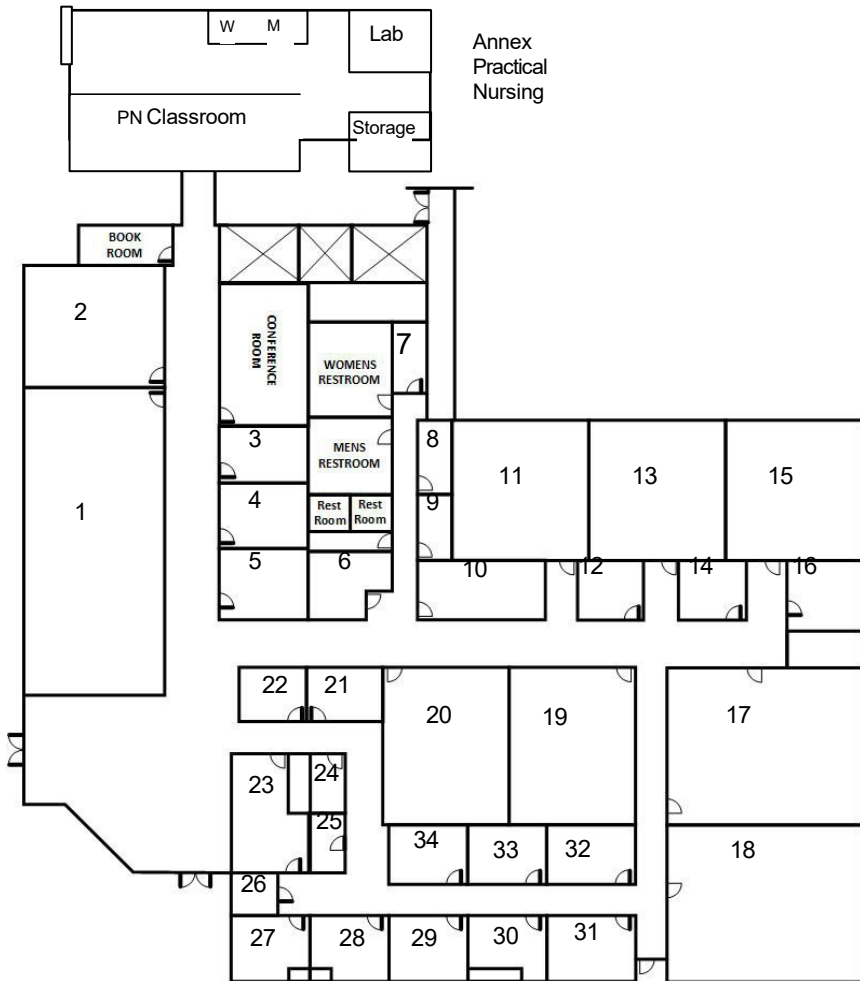 W M
Lab
Annex
Practical
Nursing
PN Classroom
Storage
BOOK
ROOM
2
CONFERENCE
ROOM
7
WOMENS
RESTROOM
3
MENS
RESTROOM
8
11
13
15
4
Rest
Room
Rest
Room
9
1
5
6
10
12
14
16
22
21
20
19
17
23
24
25
34
33
32
18
26
27
28
29
30
31